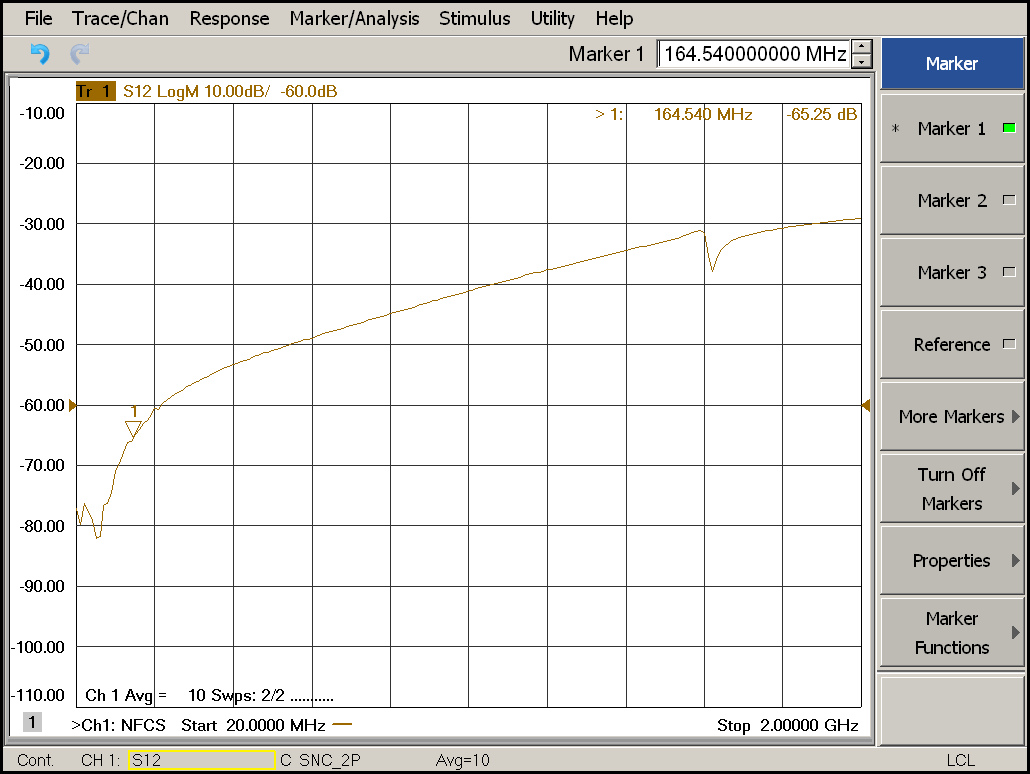 File Trace/Chan Response Marker/Analysis Stimulus Utility Help
Marker 1 164.540000000 MHz
Tr 1 S12 LogM 10.00dB/ -60.0dB
> 1: 164.540 MHz -65.25 dB
-10.00
-20.00
-30.00
-40.00
-50.00
-60.00
-70.00
-80.00
-90.00
-100.00
-110.00
1
Ch 1 Avg = 10 Swps: 2/2 ...........
1 >Ch1: NFCS Start 20.0000 MHz Stop 2.00000 GHz
Cont. CH 1: S12 C SNC_2P Avg=10 LCL
Marker
* Marker 1
Marker 2
Marker 3
Reference
More Markers
Turn Off
Markers
Properties
Marker
Functions